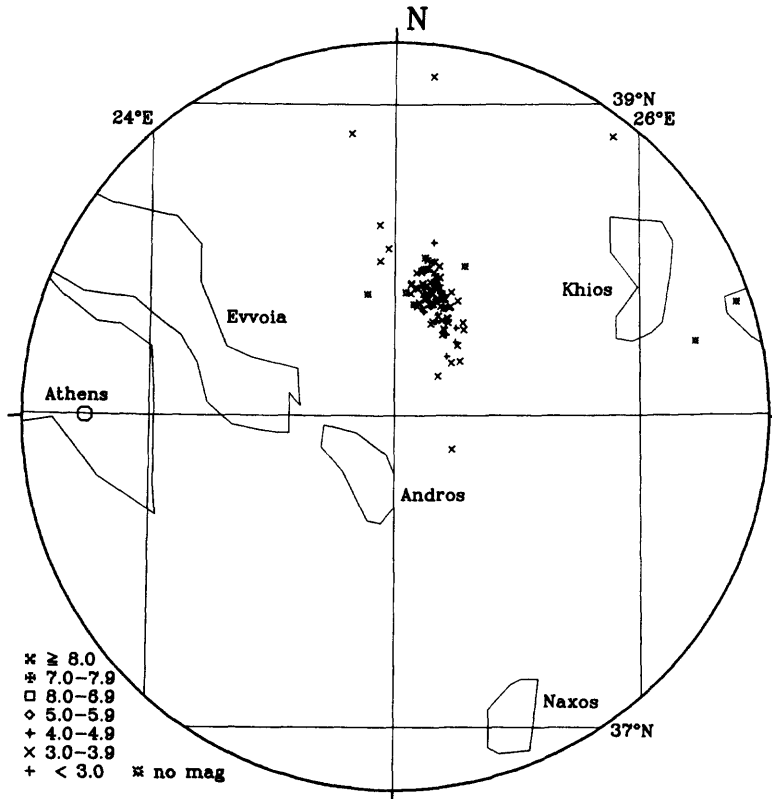 N
39°N
24°E
26°E
Khios
Evvoia
Athens
Andros
Naxos
37°N
≧ 8.0
7.0-7.9
8.0-6.9
5.0-5.9
4.0-4.9
3.0-3.9
< 3.0 no mag